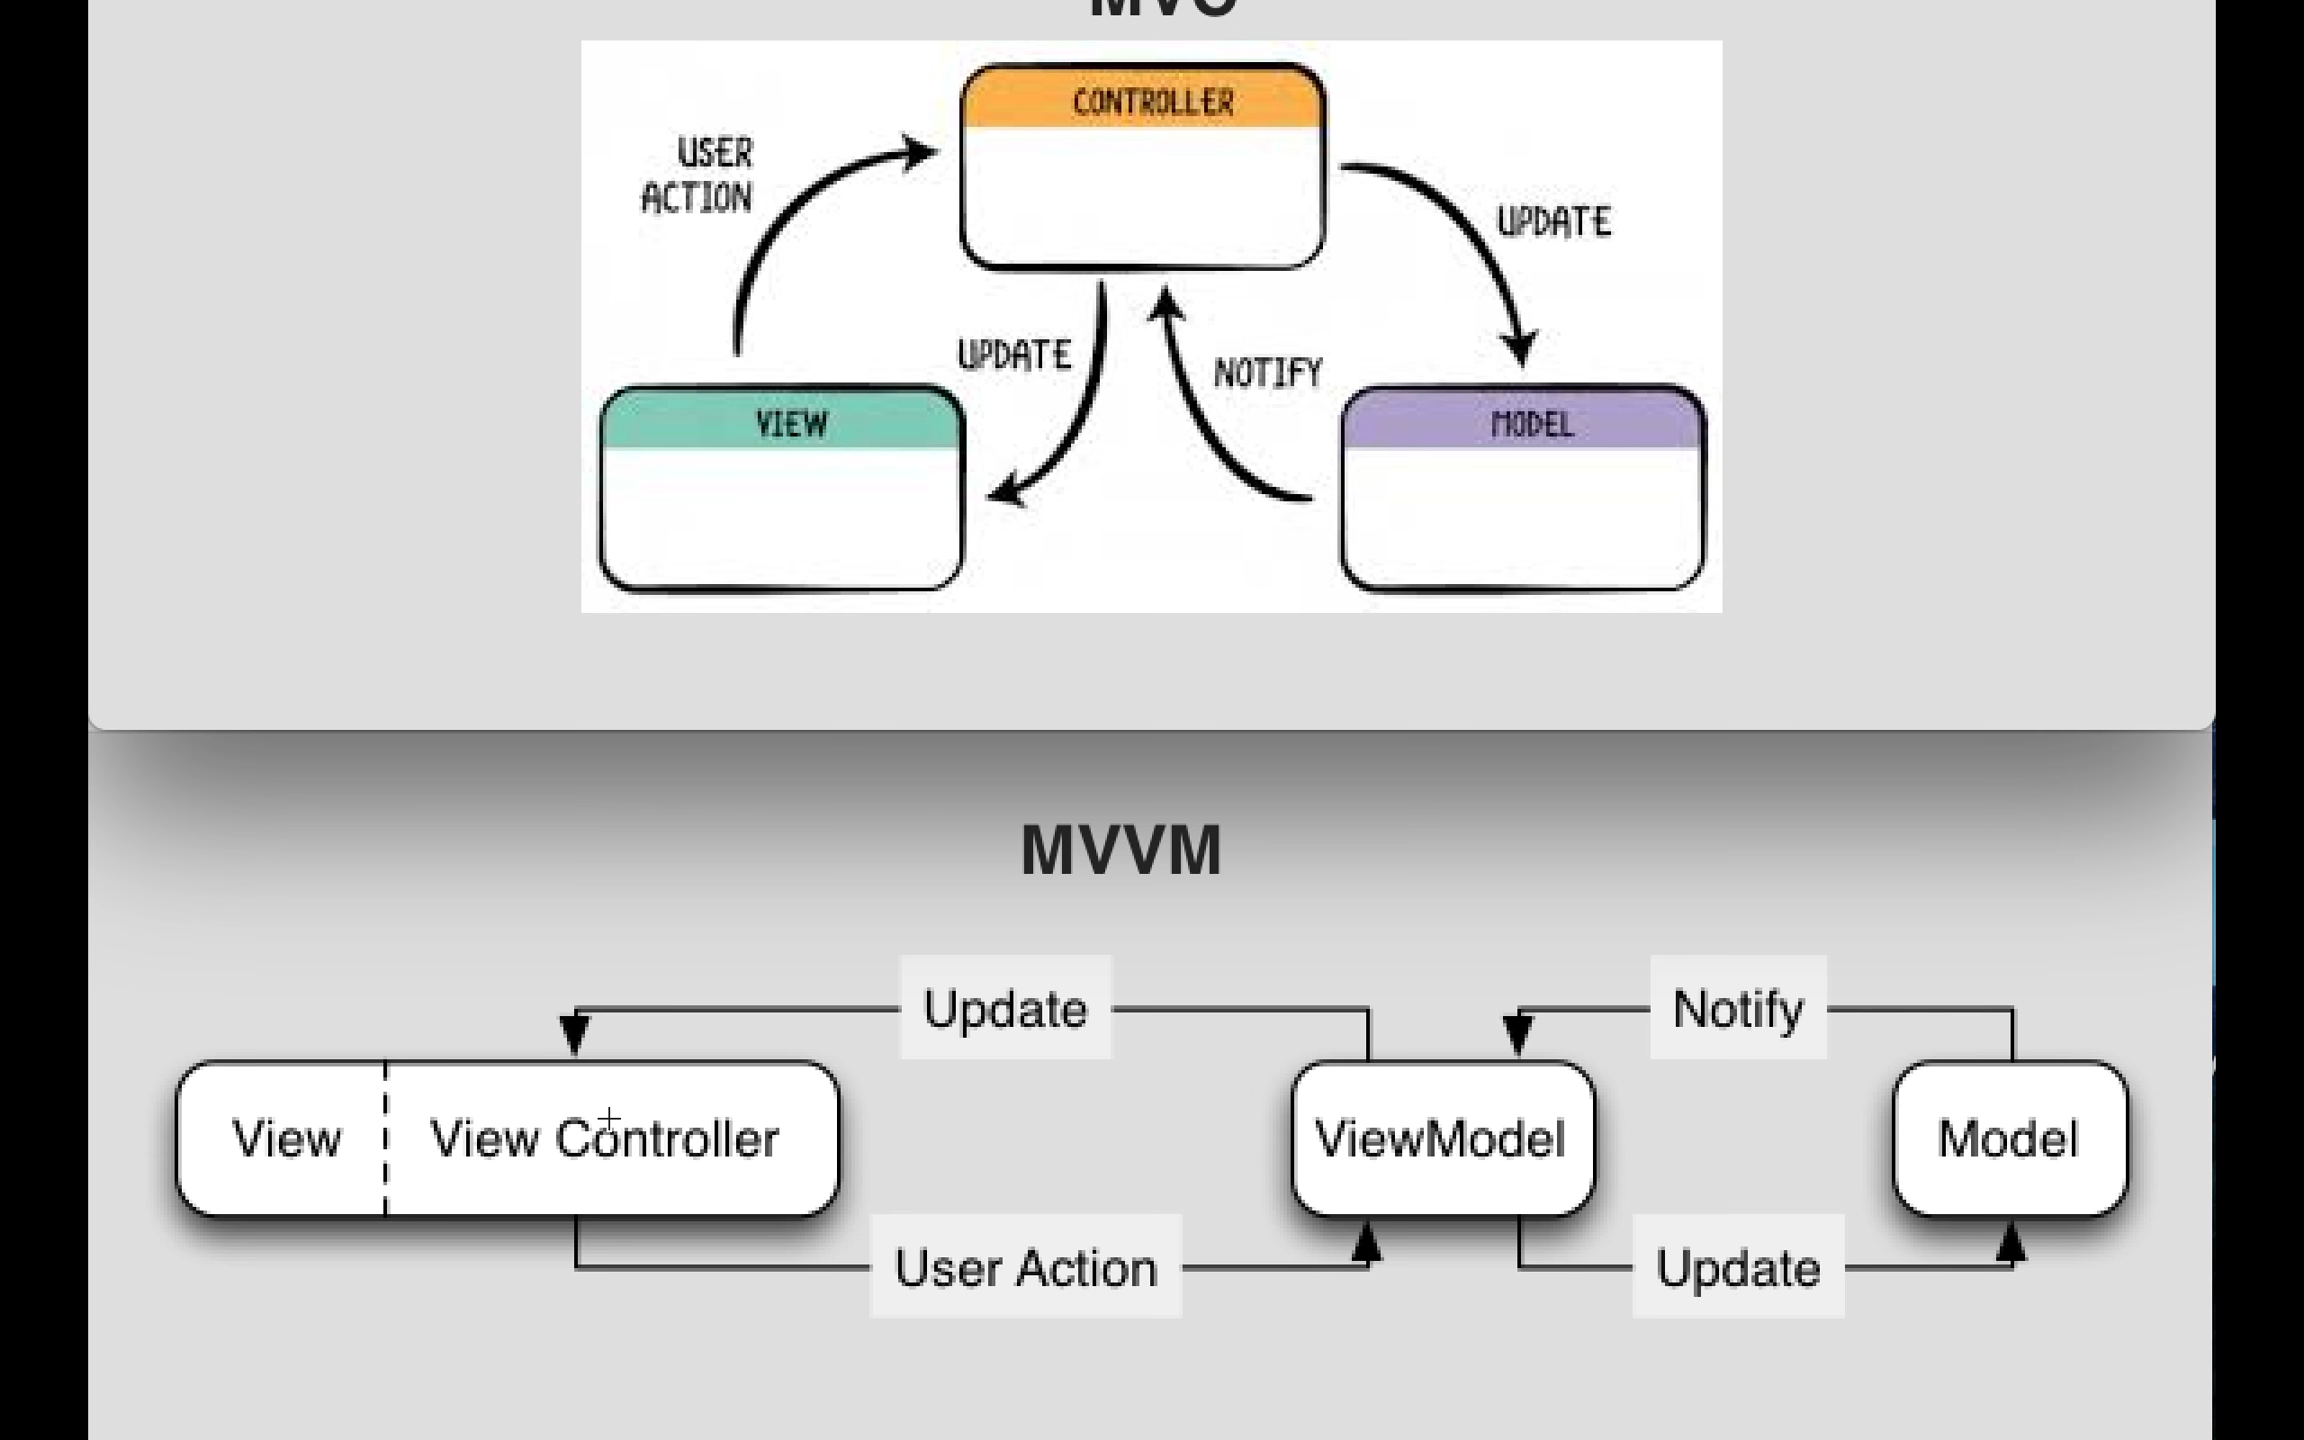 MVC
CONTROLLER
USER
ACTION
UPDATE
UPDATE
NOTIFY
VIEW
MODEL
MVVM
Update
Notify
View
View Controller
ViewModel
Model
User Action
Update